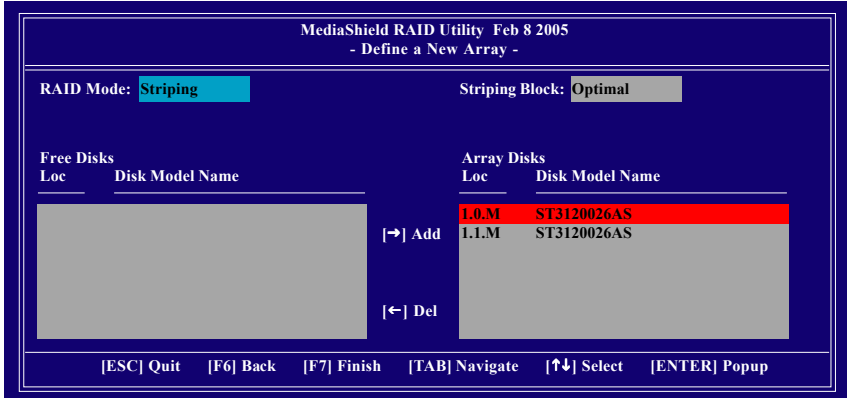 MediaShield RAID Utility Feb 8 2005
- Define a New Array -
RAID Mode: Striping
Striping Block: Optimal
Free Disks
Loc Disk Model Name
Array Disks
Loc Disk Model Name
1.0.M ST3120026AS
1.1.M ST3120026AS
[→] Add
[←] Del
[ESC] Quit [F6] Back [F7] Finish [TAB] Navigate [↑↓] Select [ENTER] Popup